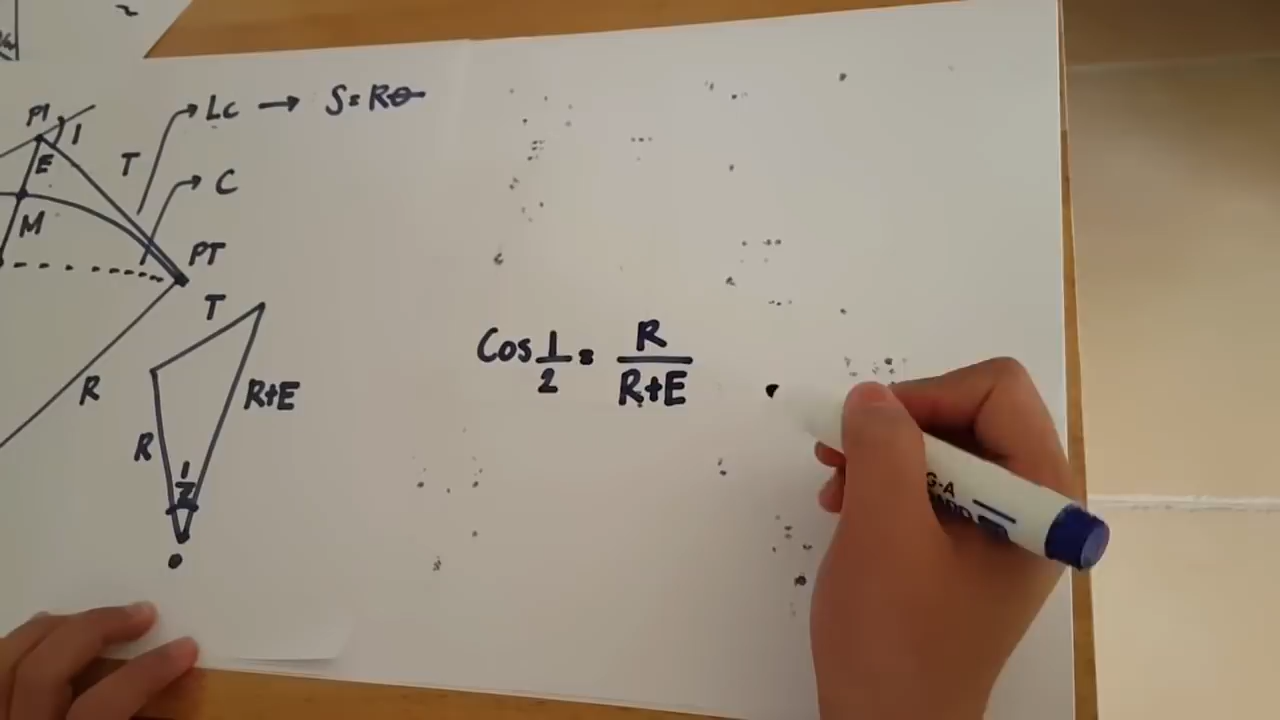 PI
I
Lc → S = Rθ
E
T
C
M
PT
T
R
R+E
R
I
2
O
Cos I/2 = R/R+E
G-A